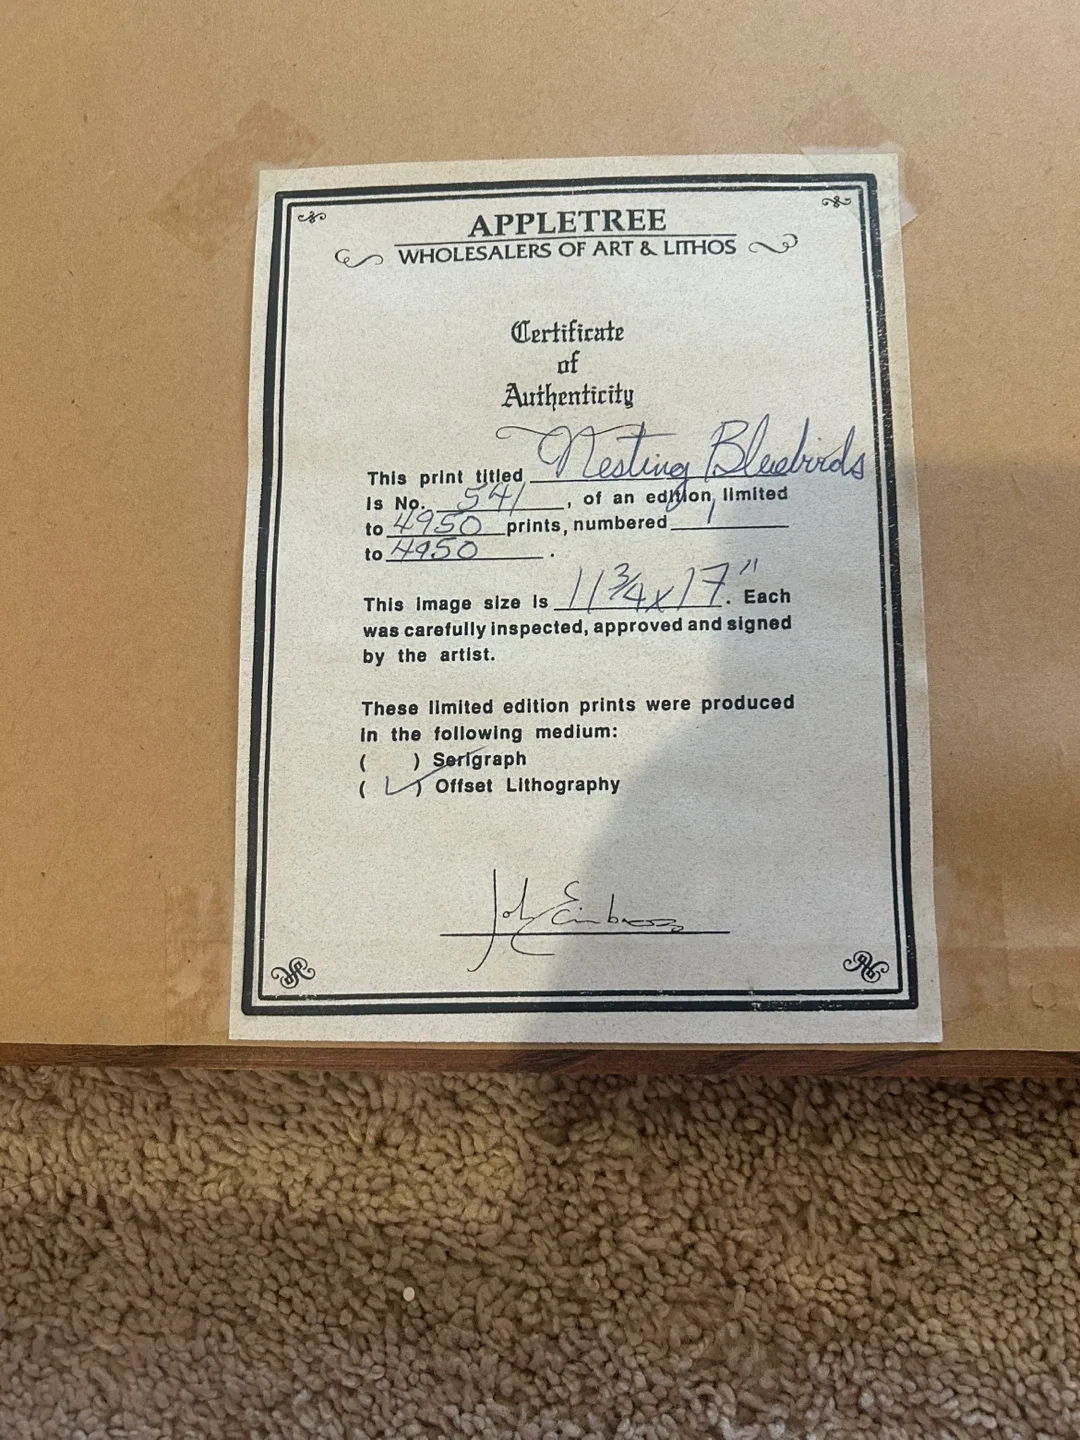 APPLETREE
WHOLESALERS OF ART & LITHOS
Certificate
of
Authenticity
This print titled Nesting Bluebirds
Is No. 541, of an edition, limited
to 4950 prints, numbered 1
to 4950.
This image size is 11 3/4 x 17". Each
was carefully inspected, approved and signed
by the artist.
These limited edition prints were produced
in the following medium:
( ) Serigraph
(✓) Offset Lithography
John